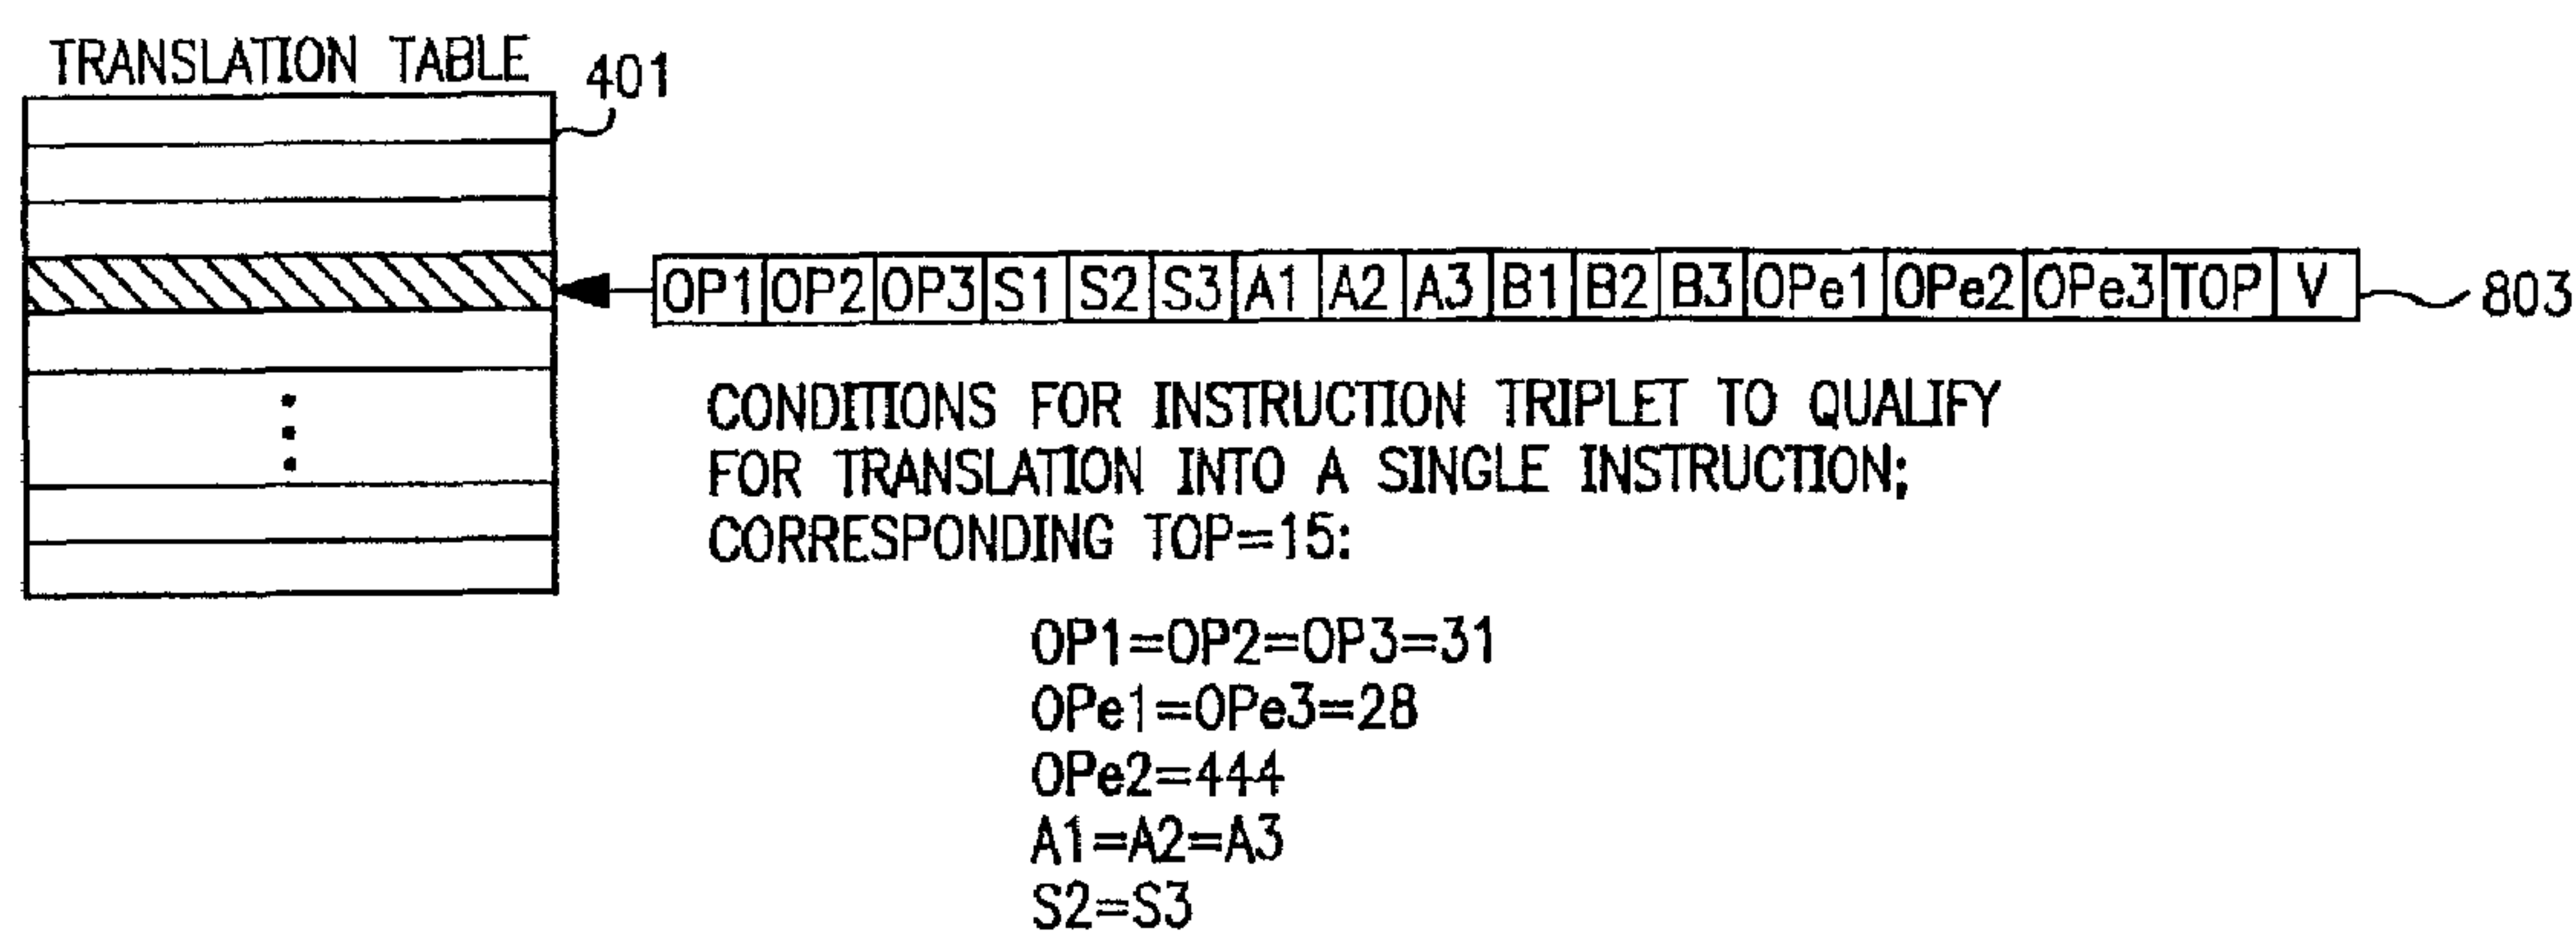 TRANSLATION TABLE
401
OP1 OP2 OP3 S1 S2 S3 A1 A2 A3 B1 B2 B3 OPe1 OPe2 OPe3 TOP V
803
CONDITIONS FOR INSTRUCTION TRIPLET TO QUALIFY
FOR TRANSLATION INTO A SINGLE INSTRUCTION;
CORRESPONDING TOP=15:
OP1=OP2=OP3=31
OPe1=OPe3=28
OPe2=444
A1=A2=A3
S2=S3